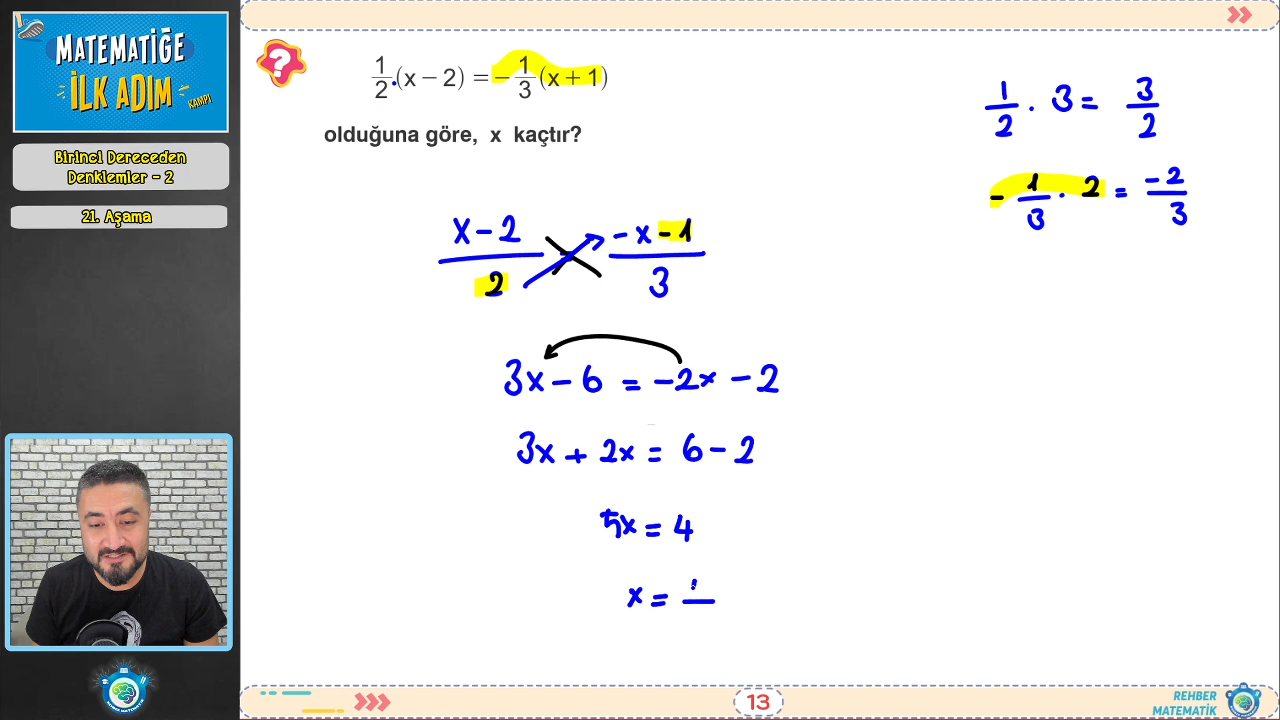 MATEMATİĞE
İLK ADIM
KAMPI
Birinci Dereceden
Denklemler - 2
21. Aşama
?
1/2 . (x − 2) = − 1/3 (x + 1)
olduğuna göre, x kaçtır?
x − 2 / 2   −x − 1 / 3
3x − 6 = −2x − 2
3x + 2x = 6 − 2
5x = 4
x =
1/2 . 3 = 3/2
− 1/3 . 2 = −2/3
13
REHBER
MATEMATİK